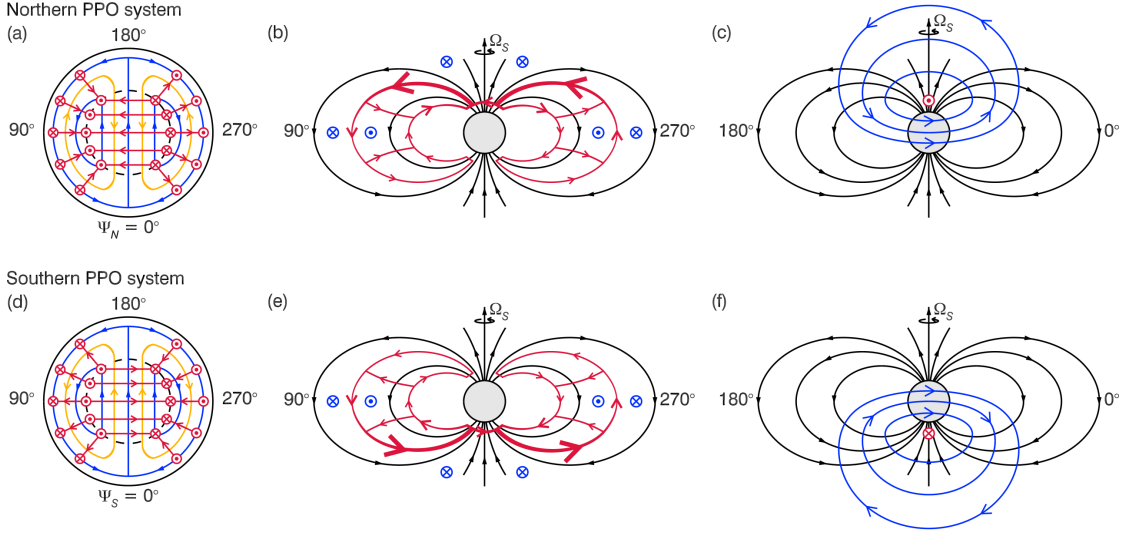 Northern PPO system
(a)
180°
90°
270°
Ψ_N = 0°
(b)
Ω_S
90°
270°
(c)
Ω_S
180°
0°
Southern PPO system
(d)
180°
90°
270°
Ψ_S = 0°
(e)
Ω_S
90°
270°
(f)
Ω_S
180°
0°